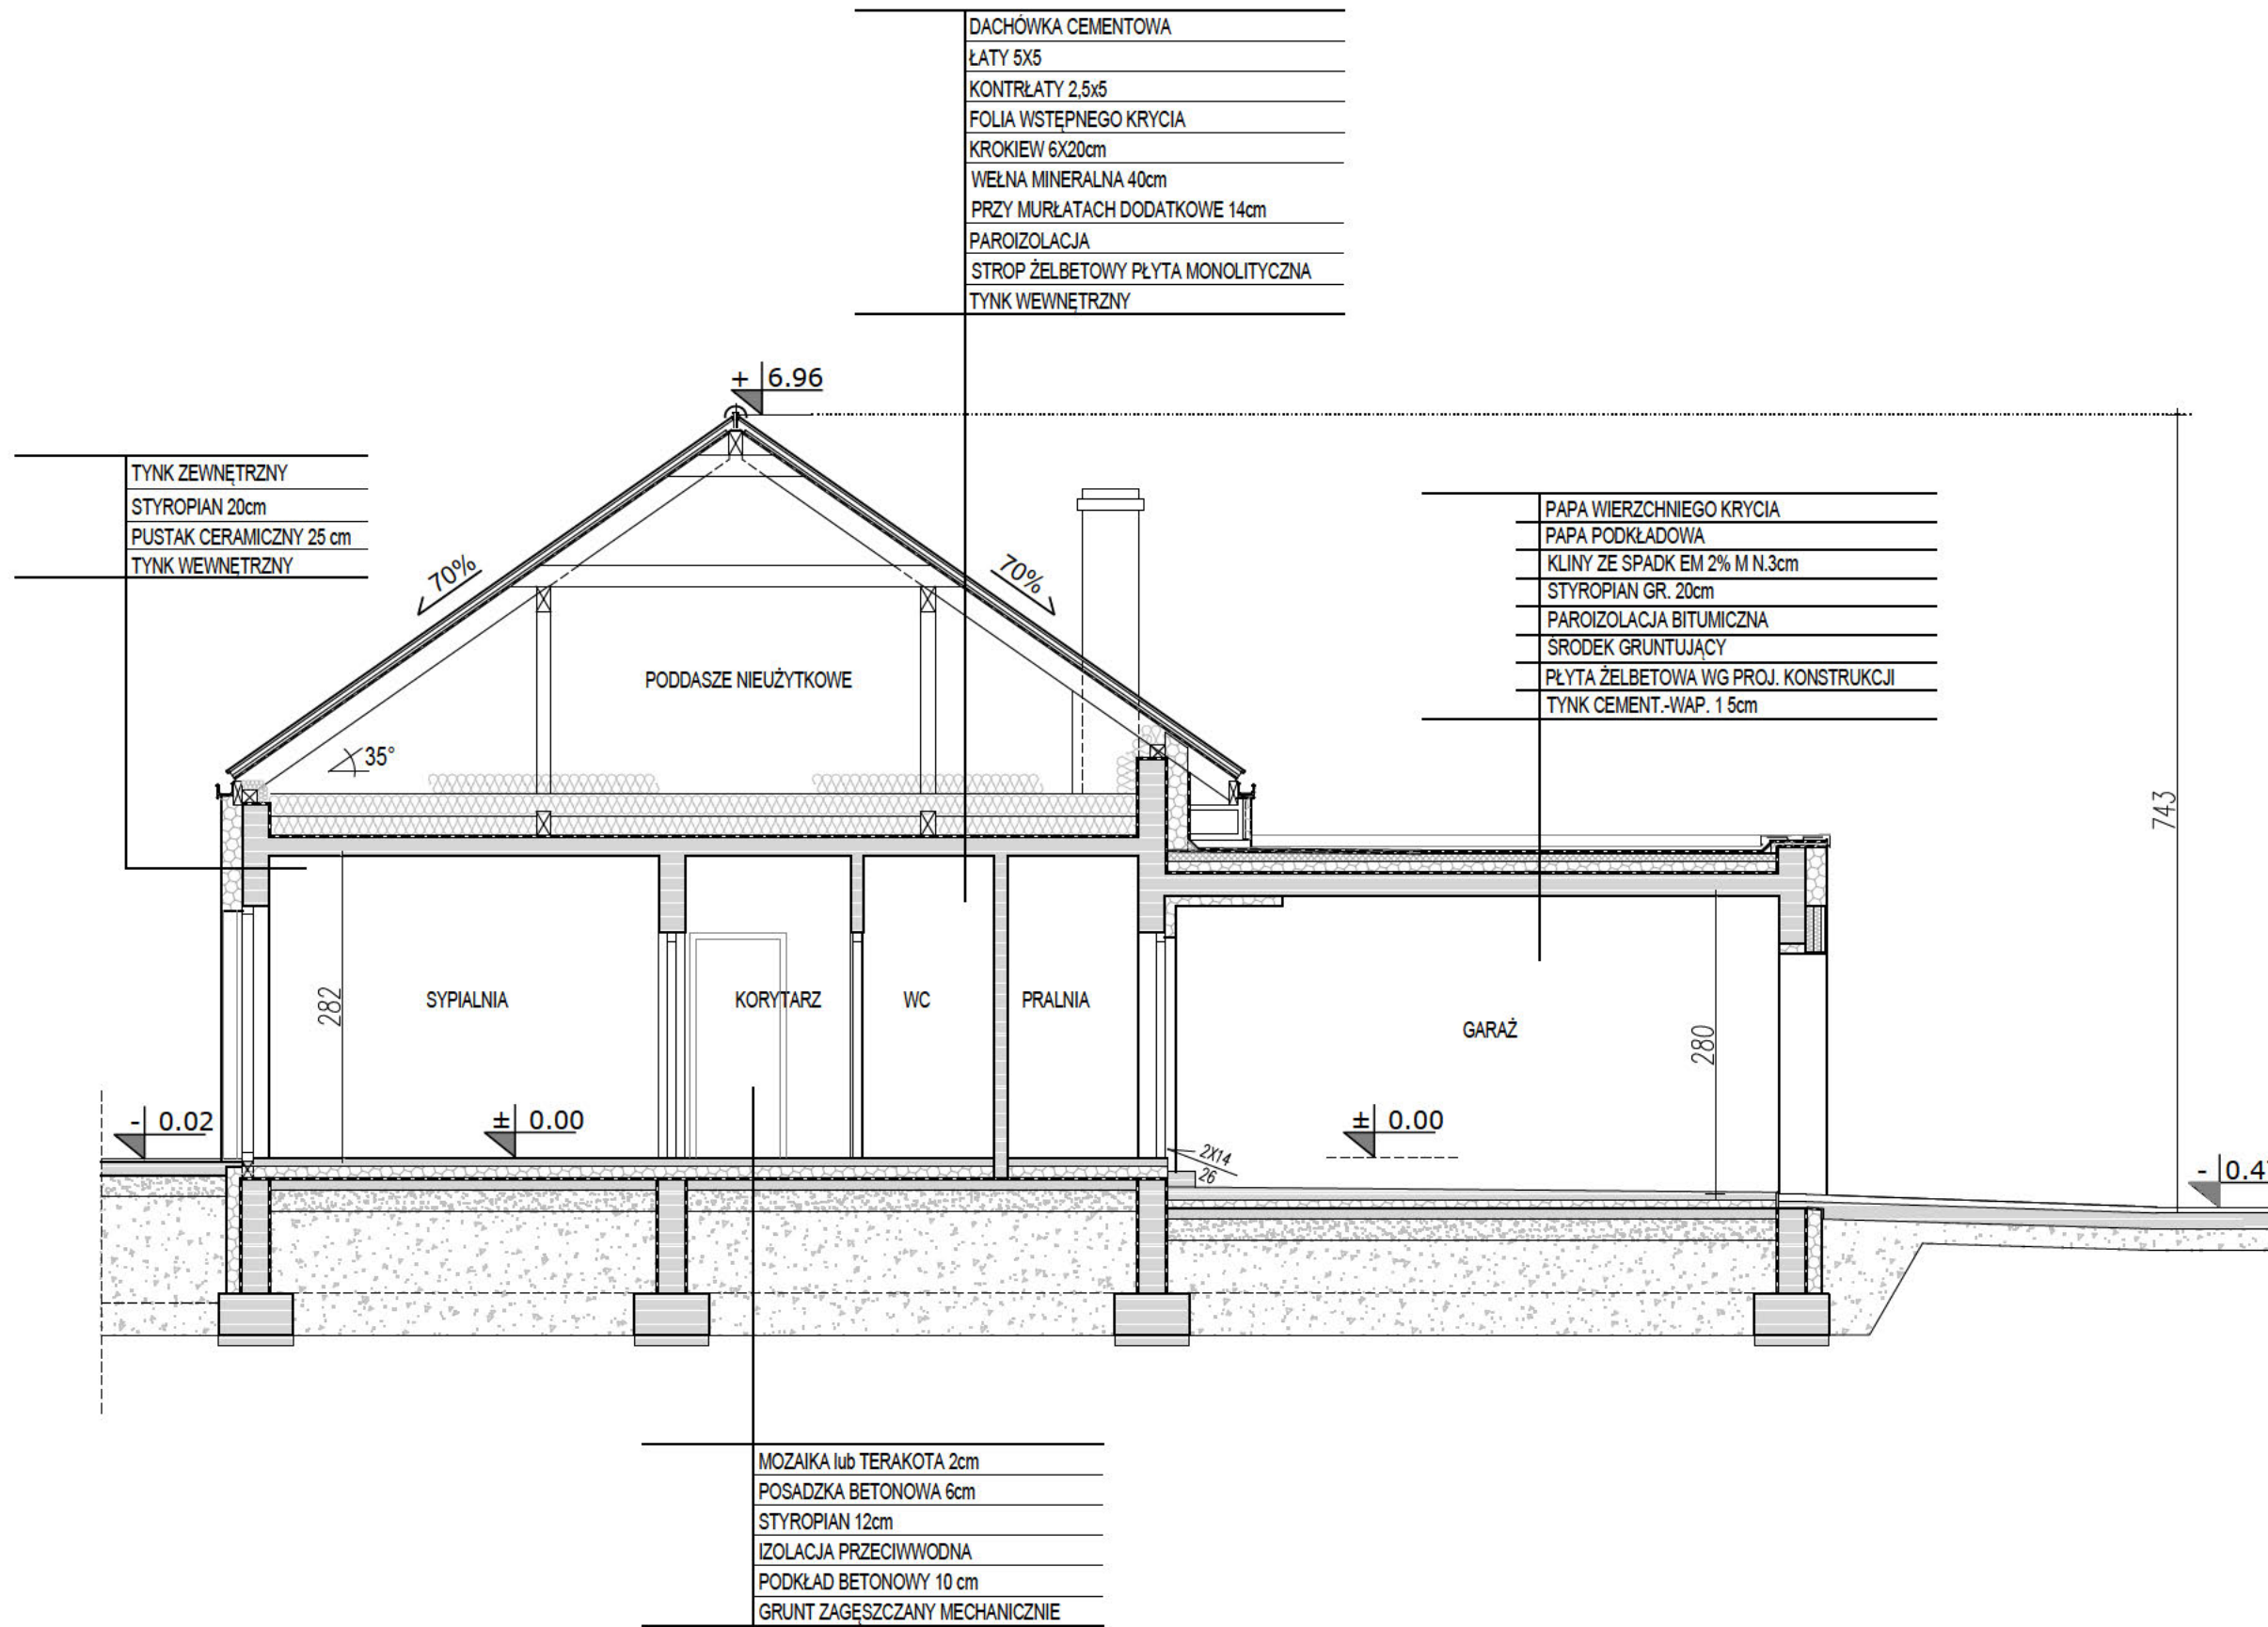 DACHÓWKA CEMENTOWA
ŁATY 5X5
KONTRŁATY 2,5x5
FOLIA WSTĘPNEGO KRYCIA
KROKIEW 6X20cm
WEŁNA MINERALNA 40cm
PRZY MURŁATACH DODATKOWE 14cm
PAROIZOLACJA
STROP ŻELBETOWY PŁYTA MONOLITYCZNA
TYNK WEWNĘTRZNY
+ 6.96
TYNK ZEWNĘTRZNY
STYROPIAN 20cm
PUSTAK CERAMICZNY 25 cm
TYNK WEWNĘTRZNY
PAPA WIERZCHNIEGO KRYCIA
PAPA PODKŁADOWA
KLINY ZE SPADK EM 2% M N.3cm
STYROPIAN GR. 20cm
PAROIZOLACJA BITUMICZNA
ŚRODEK GRUNTUJĄCY
PŁYTA ŻELBETOWA WG PROJ. KONSTRUKCJI
TYNK CEMENT.-WAP. 1 5cm
70%
70%
PODDASZE NIEUŻYTKOWE
35°
743
282
SYPIALNIA
KORYTARZ
WC
PRALNIA
GARAŻ
280
- 0.02
± 0.00
± 0.00
2X14
26
- 0.47
MOZAIKA lub TERAKOTA 2cm
POSADZKA BETONOWA 6cm
STYROPIAN 12cm
IZOLACJA PRZECIWWODNA
PODKŁAD BETONOWY 10 cm
GRUNT ZAGĘSZCZANY MECHANICZNIE